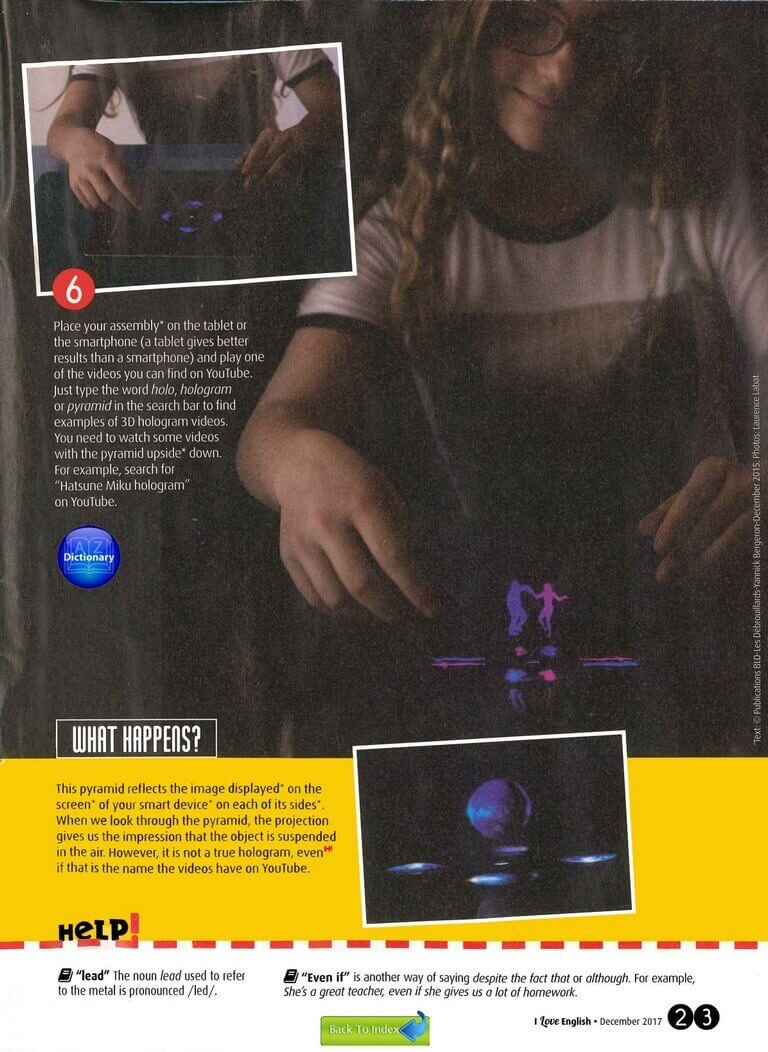 6
Place your assembly* on the tablet or
the smartphone (a tablet gives better
results than a smartphone) and play one
of the videos you can find on YouTube.
Just type the word holo, hologram
or pyramid in the search bar to find
examples of 3D hologram videos.
You need to watch some videos
with the pyramid upside* down.
For example, search for
“Hatsune Miku hologram”
on YouTube.
A Z
Dictionary
Text: © Publications BLD-Les Débrouillards-Yannick Bergeron-December 2015. Photos: Laurence Labat.
WHAT HAPPENS?
This pyramid reflects the image displayed* on the
screen* of your smart device* on each of its sides*.
When we look through the pyramid, the projection
gives us the impression that the object is suspended
in the air. However, it is not a true hologram, even H!
if that is the name the videos have on YouTube.
HeLP!
“lead” The noun lead used to refer
to the metal is pronounced /led/.
“Even if” is another way of saying despite the fact that or although. For example,
She's a great teacher, even if she gives us a lot of homework.
Back To Index
I Love English • December 2017 23